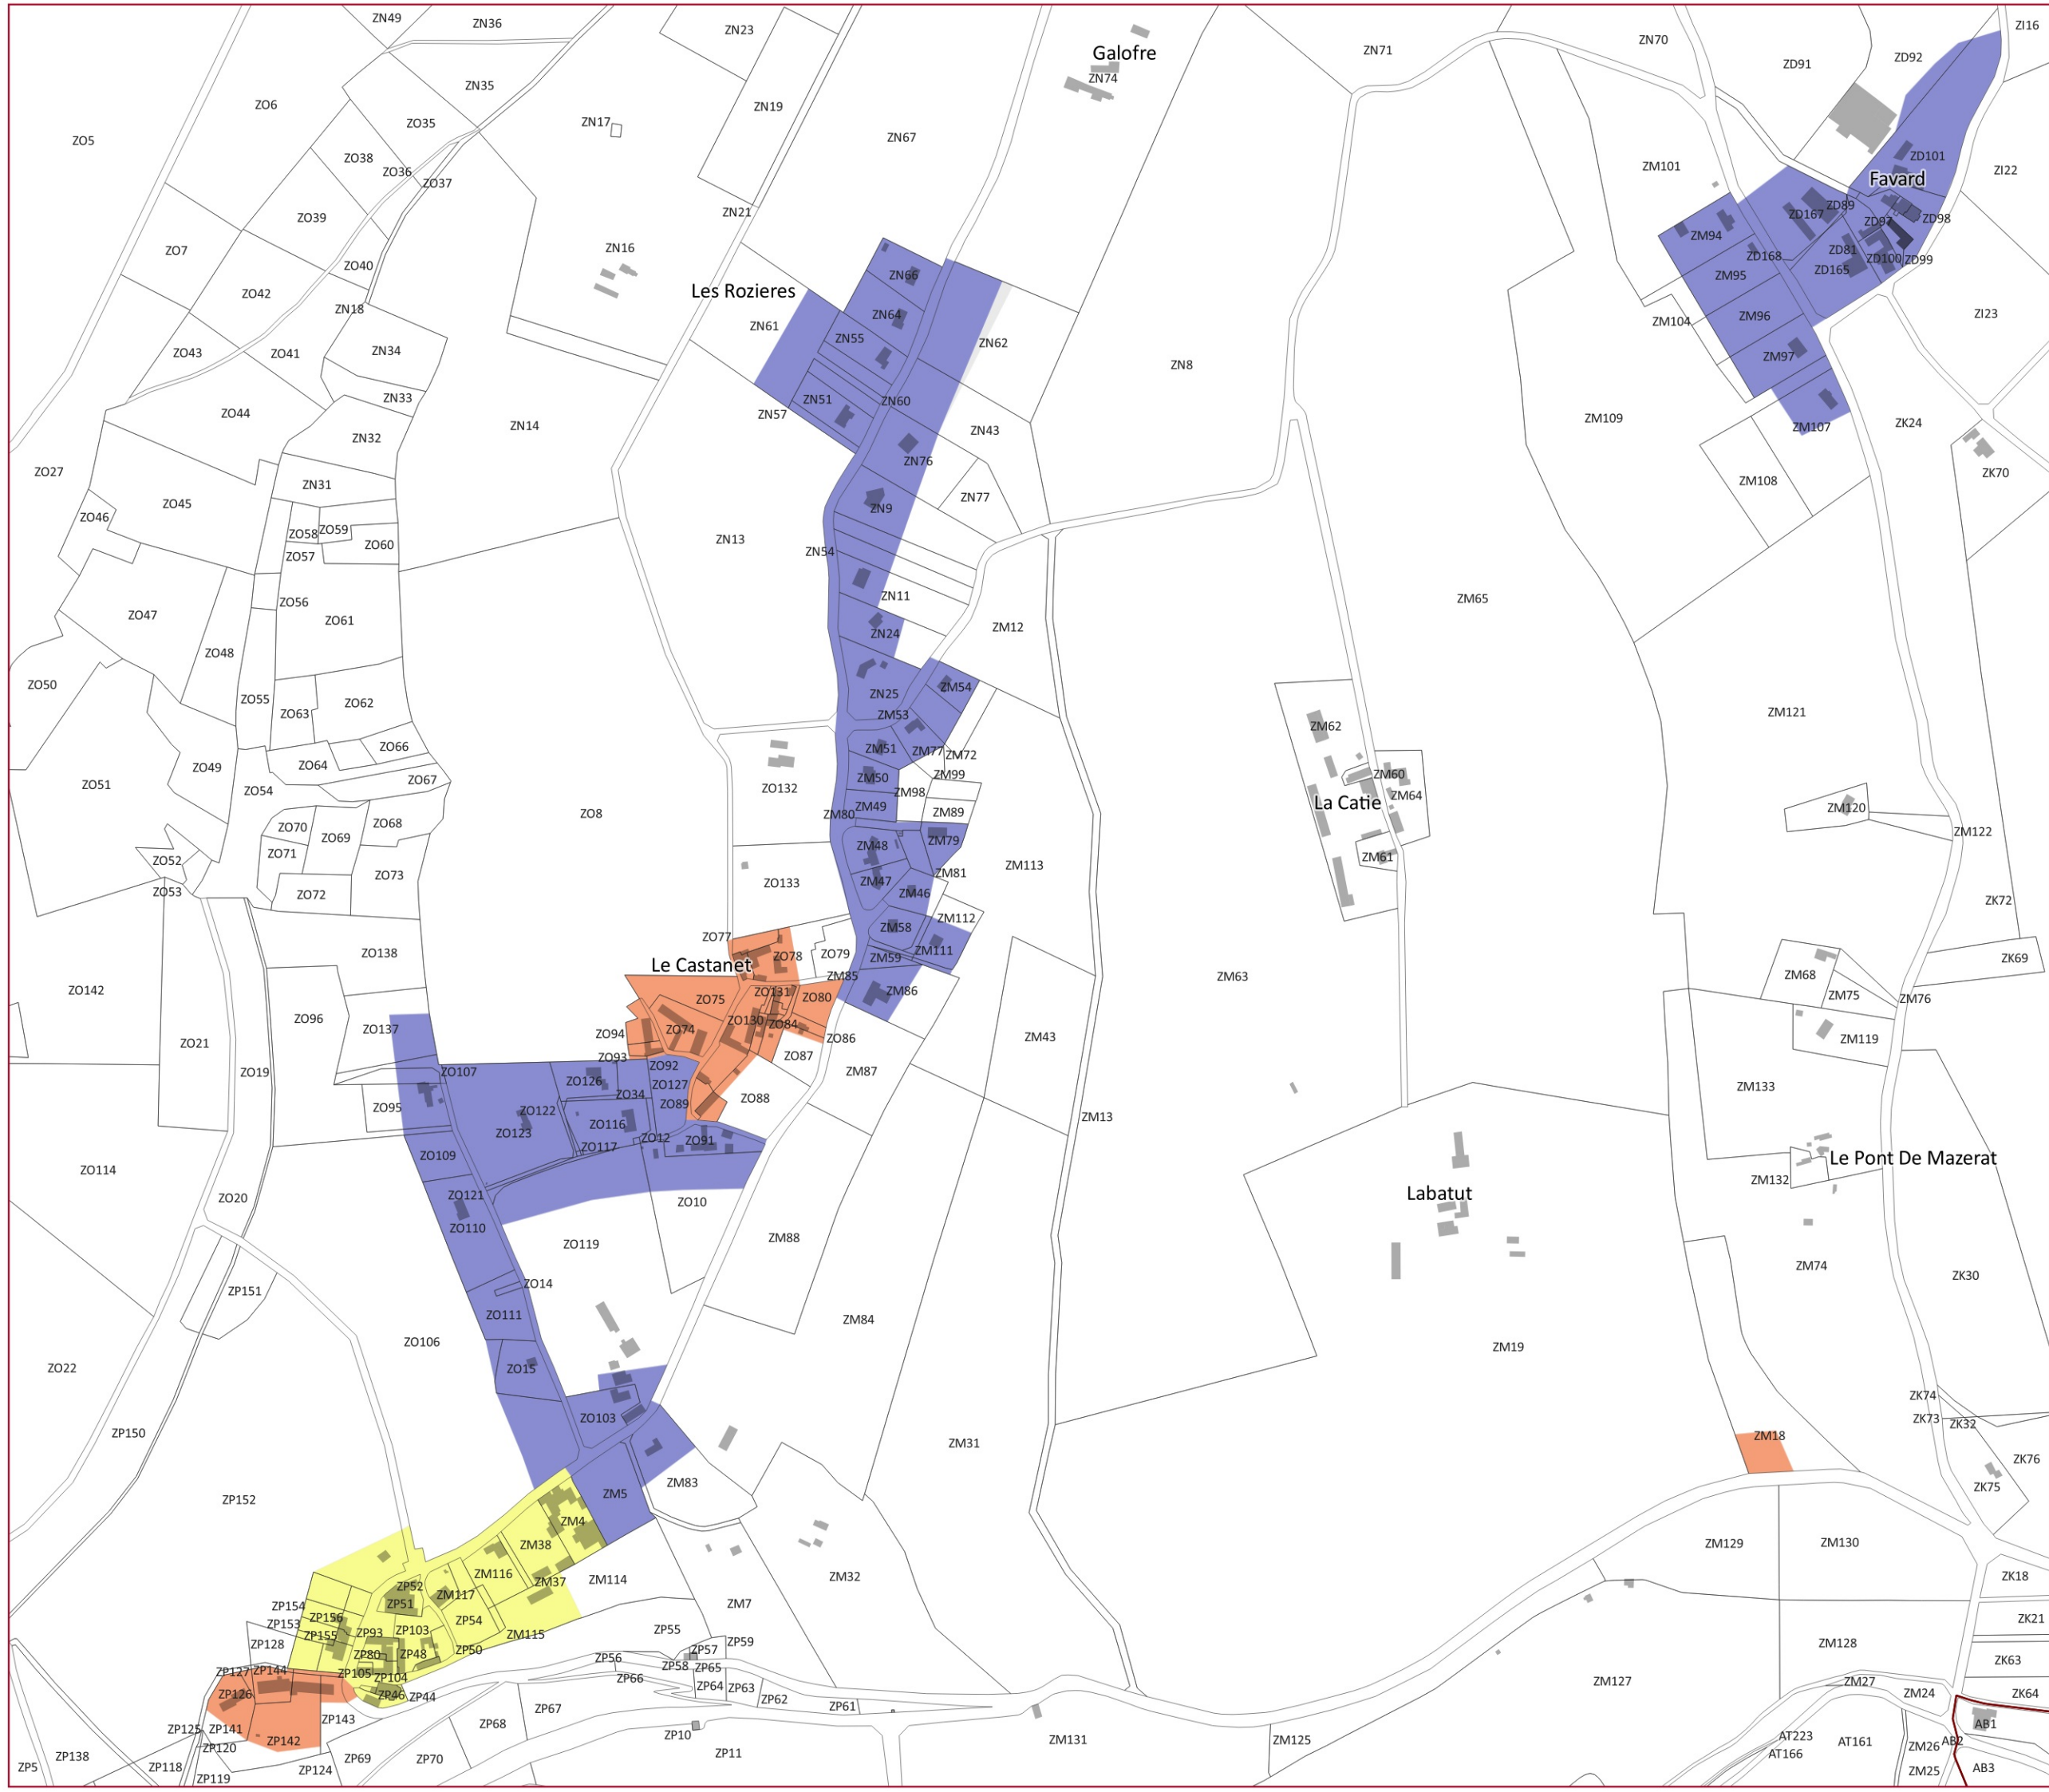 ZN49
ZN36
ZN23
Galofre
ZN71
ZN70
ZI16
ZD91
ZD92
ZN74
ZN35
ZO6
ZN19
ZO5
ZO35
ZN17
ZN67
ZO38
ZO36
ZO37
ZM101
ZD101
ZI22
Favard
ZO39
ZN21
ZD167
ZD89
ZD97
ZD98
ZO7
ZN16
ZM94
ZD168
ZD81
ZD100
ZD99
ZD165
ZO40
ZN66
ZM95
ZO42
Les Rozieres
ZN18
ZN64
ZM96
ZM104
ZI23
ZN61
ZN55
ZN62
ZO43
ZO41
ZN34
ZM97
ZN8
ZN33
ZN51
ZN60
ZO44
ZN57
ZM109
ZM107
ZK24
ZN14
ZN43
ZN32
ZN76
ZO27
ZN31
ZM108
ZK70
ZO45
ZN77
ZN9
ZO46
ZO58
ZO59
ZO60
ZN13
ZN54
ZO57
ZN11
ZM65
ZO56
ZO47
ZO61
ZM12
ZN24
ZO48
ZO50
ZO55
ZO62
ZO63
ZN25
ZM54
ZM53
ZM121
ZM62
ZO66
ZM51
ZM77
ZM72
ZO49
ZO64
ZO67
ZM50
ZM99
ZM60
ZO51
ZO54
ZO132
ZM98
ZM64
La Catie
ZM49
ZM120
ZO8
ZM80
ZM89
ZO70
ZO69
ZO68
ZM122
ZM79
ZM48
ZO71
ZM61
ZO52
ZM113
ZM81
ZO73
ZO133
ZM47
ZO53
ZO72
ZM46
ZK72
ZM112
ZM58
ZO77
ZM111
ZO138
ZO78
ZO79
ZM59
ZK69
Le Castanet
ZM85
ZM63
ZM68
ZO142
ZO131
ZM86
ZO75
ZO80
ZM75
ZM76
ZO96
ZO130
ZO84
ZO137
ZO94
ZO74
ZO86
ZM43
ZM119
ZO21
ZO93
ZO87
ZO92
ZO19
ZO107
ZM87
ZO126
ZO127
ZM133
ZO34
ZO95
ZO122
ZO89
ZO88
ZM13
ZO123
ZO116
ZO12
ZO91
ZO117
ZO109
Le Pont De Mazerat
ZO114
ZM132
ZO20
ZO121
ZO10
Labatut
ZO110
ZO119
ZM88
ZM74
ZK30
ZO14
ZP151
ZO111
ZM84
ZO106
ZM19
ZO22
ZO15
ZK74
ZO103
ZK73
ZK32
ZP150
ZM18
ZM31
ZK76
ZM83
ZK75
ZM5
ZP152
ZM4
ZM38
ZM129
ZM130
ZM116
ZM37
ZM114
ZM32
ZK18
ZP52
ZM117
ZP51
ZM7
ZP154
ZP156
ZP54
ZK21
ZP153
ZP155
ZP93
ZP103
ZM115
ZP55
ZP59
ZP128
ZP80
ZP48
ZP50
ZP57
ZM128
ZP56
ZP58
ZP65
ZK63
ZP127
ZP144
ZP105
ZP104
ZP66
ZP64
ZP63
ZM127
ZM27
ZP126
ZP46
ZP44
ZP62
ZP61
ZM24
ZK64
ZP67
ZP125
ZP141
ZP143
ZP68
ZP10
ZM131
ZM125
AT223
AB1
ZP142
ZP120
AT161
AB2
ZM26
ZP5
ZP138
ZP118
ZP69
ZP70
ZP11
AT166
ZP119
ZP124
ZM25
AB3